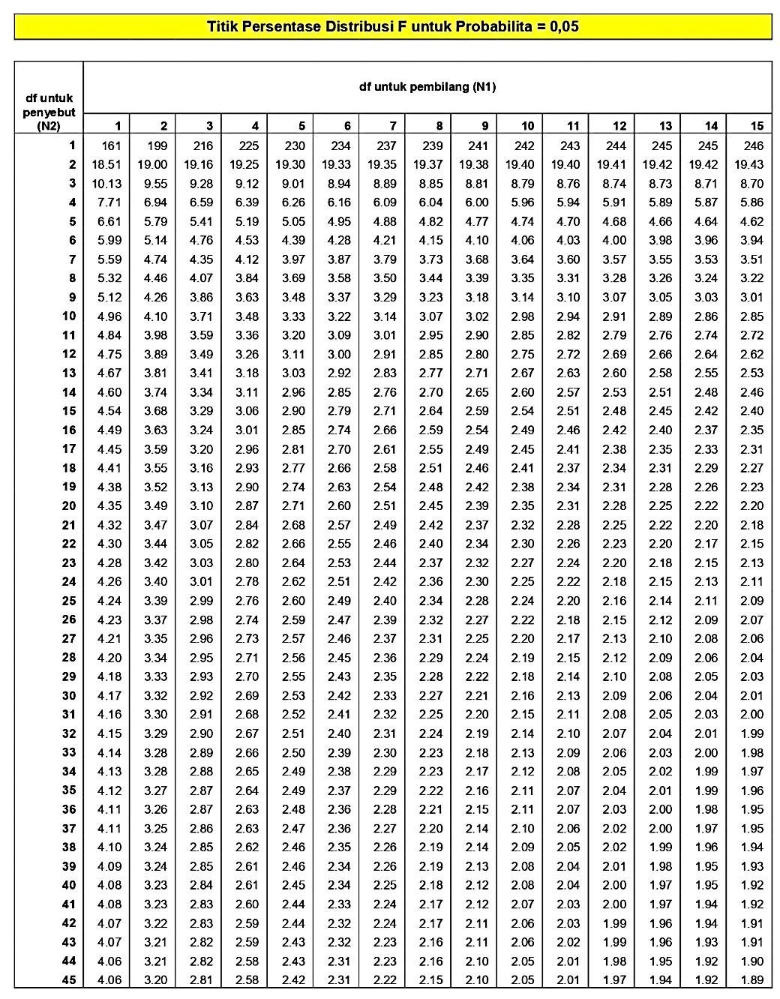 Titik Persentase Distribusi F untuk Probabilita = 0,05
df untuk penyebut (N2)
df untuk pembilang (N1)
1 2 3 4 5 6 7 8 9 10 11 12 13 14 15
1 161 199 216 225 230 234 237 239 241 242 243 244 245 245 246
2 18.51 19.00 19.16 19.25 19.30 19.33 19.35 19.37 19.38 19.40 19.40 19.41 19.42 19.42 19.43
3 10.13 9.55 9.28 9.12 9.01 8.94 8.89 8.85 8.81 8.79 8.76 8.74 8.73 8.71 8.70
4 7.71 6.94 6.59 6.39 6.26 6.16 6.09 6.04 6.00 5.96 5.94 5.91 5.89 5.87 5.86
5 6.61 5.79 5.41 5.19 5.05 4.95 4.88 4.82 4.77 4.74 4.70 4.68 4.66 4.64 4.62
6 5.99 5.14 4.76 4.53 4.39 4.28 4.21 4.15 4.10 4.06 4.03 4.00 3.98 3.96 3.94
7 5.59 4.74 4.35 4.12 3.97 3.87 3.79 3.73 3.68 3.64 3.60 3.57 3.55 3.53 3.51
8 5.32 4.46 4.07 3.84 3.69 3.58 3.50 3.44 3.39 3.35 3.31 3.28 3.26 3.24 3.22
9 5.12 4.26 3.86 3.63 3.48 3.37 3.29 3.23 3.18 3.14 3.10 3.07 3.05 3.03 3.01
10 4.96 4.10 3.71 3.48 3.33 3.22 3.14 3.07 3.02 2.98 2.94 2.91 2.89 2.86 2.85
11 4.84 3.98 3.59 3.36 3.20 3.09 3.01 2.95 2.90 2.85 2.82 2.79 2.76 2.74 2.72
12 4.75 3.89 3.49 3.26 3.11 3.00 2.91 2.85 2.80 2.75 2.72 2.69 2.66 2.64 2.62
13 4.67 3.81 3.41 3.18 3.03 2.92 2.83 2.77 2.71 2.67 2.63 2.60 2.58 2.55 2.53
14 4.60 3.74 3.34 3.11 2.96 2.85 2.76 2.70 2.65 2.60 2.57 2.53 2.51 2.48 2.46
15 4.54 3.68 3.29 3.06 2.90 2.79 2.71 2.64 2.59 2.54 2.51 2.48 2.45 2.42 2.40
16 4.49 3.63 3.24 3.01 2.85 2.74 2.66 2.59 2.54 2.49 2.46 2.42 2.40 2.37 2.35
17 4.45 3.59 3.20 2.96 2.81 2.70 2.61 2.55 2.49 2.45 2.41 2.38 2.35 2.33 2.31
18 4.41 3.55 3.16 2.93 2.77 2.66 2.58 2.51 2.46 2.41 2.37 2.34 2.31 2.29 2.27
19 4.38 3.52 3.13 2.90 2.74 2.63 2.54 2.48 2.42 2.38 2.34 2.31 2.28 2.26 2.23
20 4.35 3.49 3.10 2.87 2.71 2.60 2.51 2.45 2.39 2.35 2.31 2.28 2.25 2.22 2.20
21 4.32 3.47 3.07 2.84 2.68 2.57 2.49 2.42 2.37 2.32 2.28 2.25 2.22 2.20 2.18
22 4.30 3.44 3.05 2.82 2.66 2.55 2.46 2.40 2.34 2.30 2.26 2.23 2.20 2.17 2.15
23 4.28 3.42 3.03 2.80 2.64 2.53 2.44 2.37 2.32 2.27 2.24 2.20 2.18 2.15 2.13
24 4.26 3.40 3.01 2.78 2.62 2.51 2.42 2.36 2.30 2.25 2.22 2.18 2.15 2.13 2.11
25 4.24 3.39 2.99 2.76 2.60 2.49 2.40 2.34 2.28 2.24 2.20 2.16 2.14 2.11 2.09
26 4.23 3.37 2.98 2.74 2.59 2.47 2.39 2.32 2.27 2.22 2.18 2.15 2.12 2.09 2.07
27 4.21 3.35 2.96 2.73 2.57 2.46 2.37 2.31 2.25 2.20 2.17 2.13 2.10 2.08 2.06
28 4.20 3.34 2.95 2.71 2.56 2.45 2.36 2.29 2.24 2.19 2.15 2.12 2.09 2.06 2.04
29 4.18 3.33 2.93 2.70 2.55 2.43 2.35 2.28 2.22 2.18 2.14 2.10 2.08 2.05 2.03
30 4.17 3.32 2.92 2.69 2.53 2.42 2.33 2.27 2.21 2.16 2.13 2.09 2.06 2.04 2.01
31 4.16 3.30 2.91 2.68 2.52 2.41 2.32 2.25 2.20 2.15 2.11 2.08 2.05 2.03 2.00
32 4.15 3.29 2.90 2.67 2.51 2.40 2.31 2.24 2.19 2.14 2.10 2.07 2.04 2.01 1.99
33 4.14 3.28 2.89 2.66 2.50 2.39 2.30 2.23 2.18 2.13 2.09 2.06 2.03 2.00 1.98
34 4.13 3.28 2.88 2.65 2.49 2.38 2.29 2.23 2.17 2.12 2.08 2.05 2.02 1.99 1.97
35 4.12 3.27 2.87 2.64 2.49 2.37 2.29 2.22 2.16 2.11 2.07 2.04 2.01 1.99 1.96
36 4.11 3.26 2.87 2.63 2.48 2.36 2.28 2.21 2.15 2.11 2.07 2.03 2.00 1.98 1.95
37 4.11 3.25 2.86 2.63 2.47 2.36 2.27 2.20 2.14 2.10 2.06 2.02 2.00 1.97 1.95
38 4.10 3.24 2.85 2.62 2.46 2.35 2.26 2.19 2.14 2.09 2.05 2.02 1.99 1.96 1.94
39 4.09 3.24 2.85 2.61 2.46 2.34 2.26 2.19 2.13 2.08 2.04 2.01 1.98 1.95 1.93
40 4.08 3.23 2.84 2.61 2.45 2.34 2.25 2.18 2.12 2.08 2.04 2.00 1.97 1.95 1.92
41 4.08 3.23 2.83 2.60 2.44 2.33 2.24 2.17 2.12 2.07 2.03 2.00 1.97 1.94 1.92
42 4.07 3.22 2.83 2.59 2.44 2.32 2.24 2.17 2.11 2.06 2.03 1.99 1.96 1.94 1.91
43 4.07 3.21 2.82 2.59 2.43 2.32 2.23 2.16 2.11 2.06 2.02 1.99 1.96 1.93 1.91
44 4.06 3.21 2.82 2.58 2.43 2.31 2.23 2.16 2.10 2.05 2.01 1.98 1.95 1.92 1.90
45 4.06 3.20 2.81 2.58 2.42 2.31 2.22 2.15 2.10 2.05 2.01 1.97 1.94 1.92 1.89